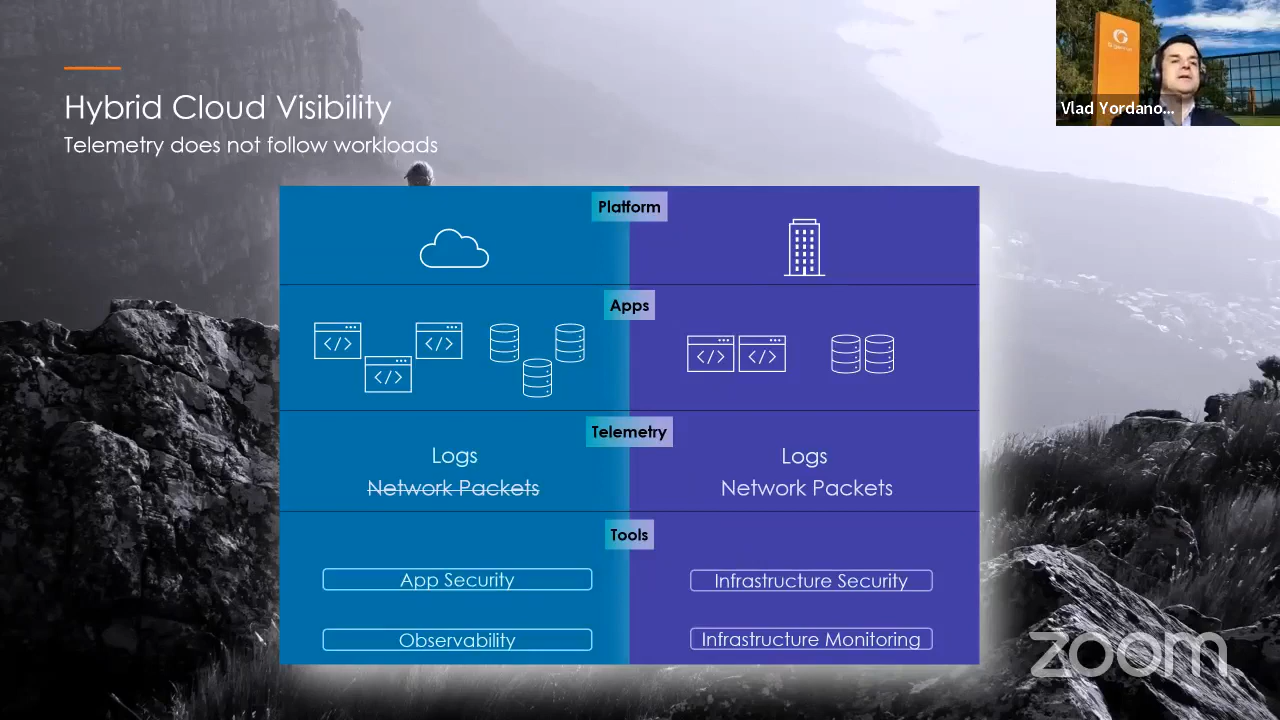 Hybrid Cloud Visibility
Telemetry does not follow workloads
Vlad Yordano...
Platform
Apps
</> </> </>
</> </>
Telemetry
Logs
Network Packets
Logs
Network Packets
Tools
App Security
Observability
Infrastructure Security
Infrastructure Monitoring
zoom